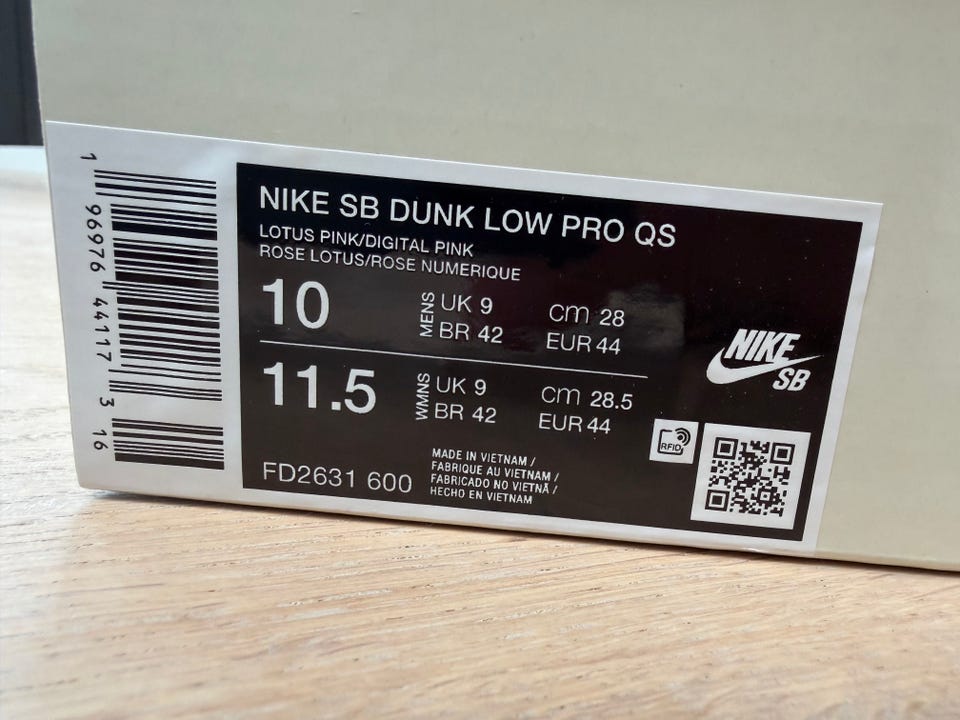 1 96976 44117 3 16
NIKE SB DUNK LOW PRO QS
LOTUS PINK/DIGITAL PINK
ROSE LOTUS/ROSE NUMERIQUE
10
MENS
UK 9
BR 42
cm 28
EUR 44
11.5
WMNS
UK 9
BR 42
cm 28.5
EUR 44
FD2631 600
MADE IN VIETNAM /
FABRIQUE AU VIETNAM /
FABRICADO NO VIETNÃ /
HECHO EN VIETNAM
NIKE
SB
RFID